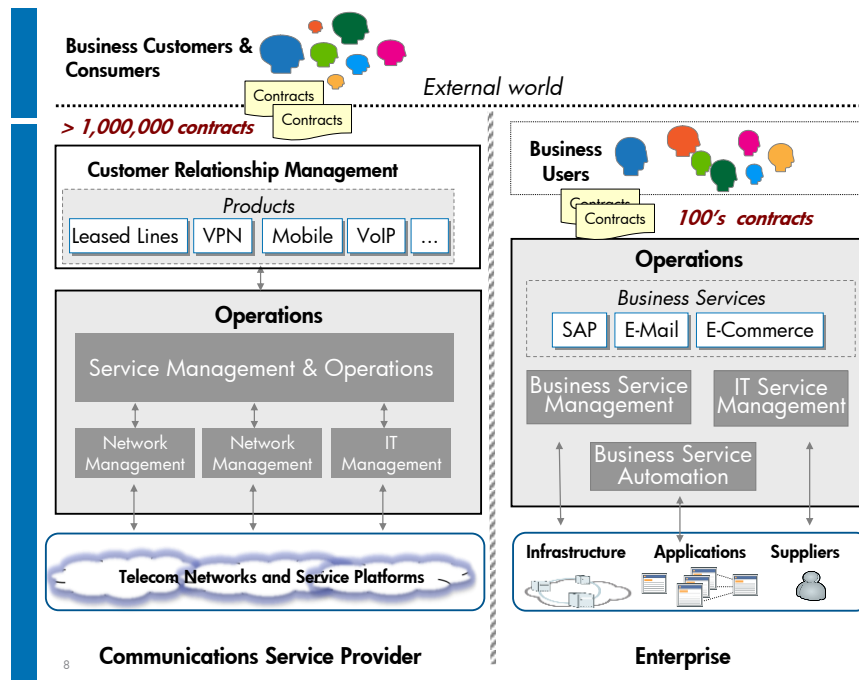 Business Customers &
Consumers
External world
Contracts
Contracts
> 1,000,000 contracts
Customer Relationship Management
Products
Leased Lines
VPN
Mobile
VoIP
...
Operations
Service Management & Operations
Network
Management
Network
Management
IT
Management
Telecom Networks and Service Platforms
Communications Service Provider
8
Business
Users
Contracts
Contracts
100's contracts
Operations
Business Services
SAP
E-Mail
E-Commerce
Business Service
Management
IT Service
Management
Business Service
Automation
Infrastructure
Applications
Suppliers
Enterprise